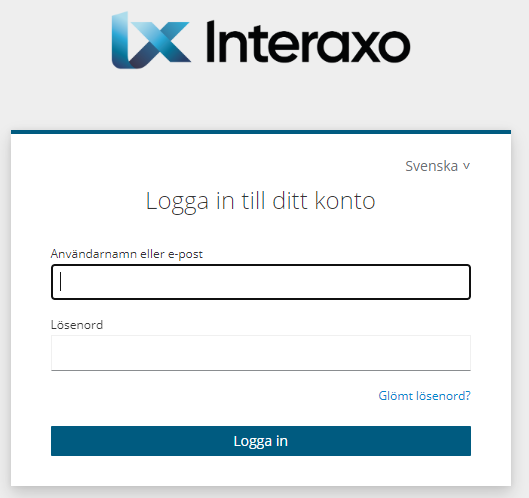 Interaxo
Svenska
Logga in till ditt konto
Användarnamn eller e-post
Lösenord
Glömt lösenord?
Logga in